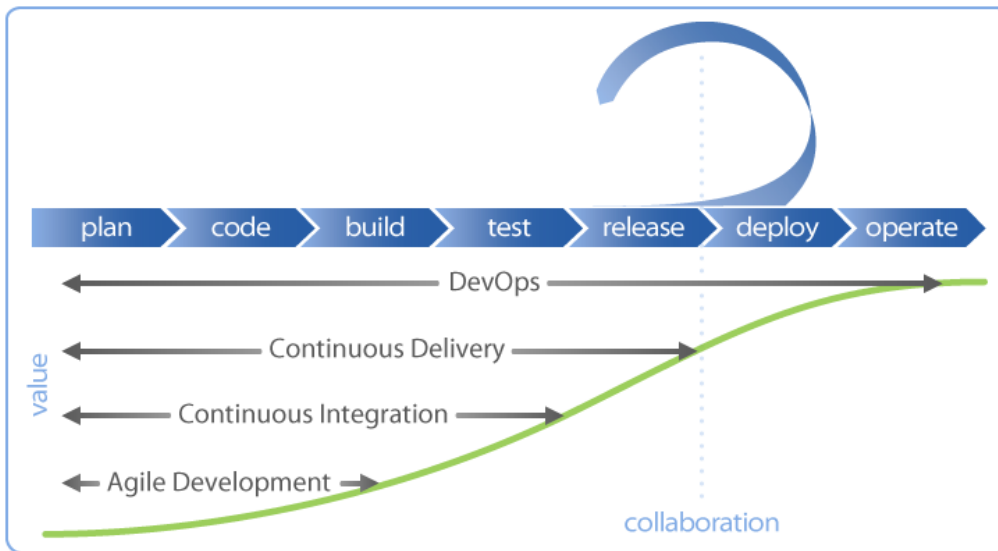 plan code build test release deploy operate
DevOps
Continuous Delivery
value
Continuous Integration
Agile Development
collaboration